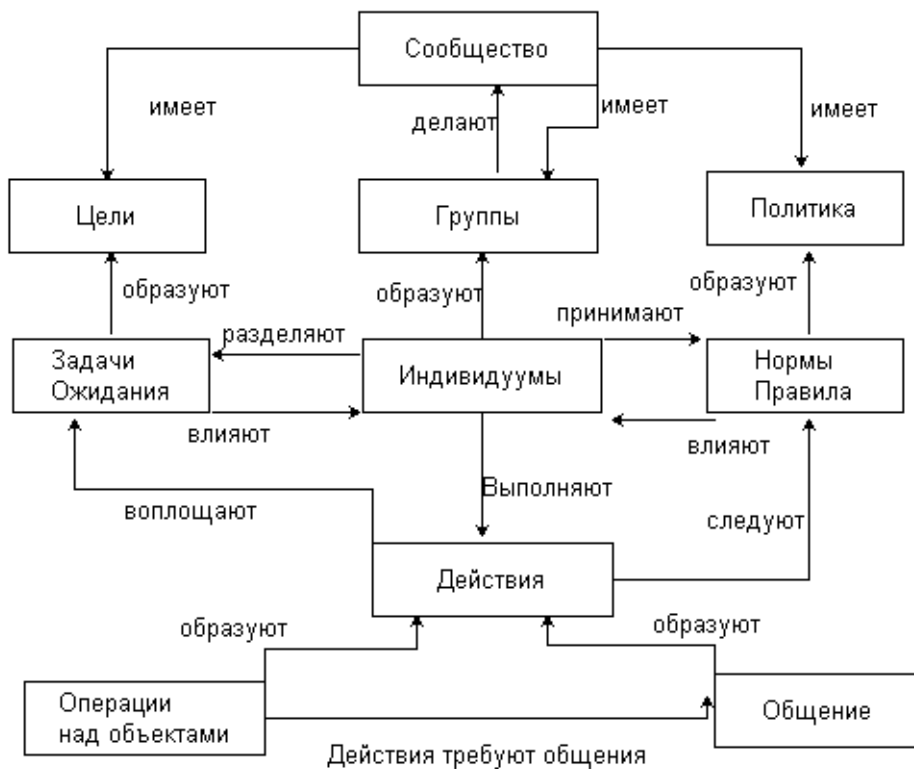 Сообщество
имеет
делают
имеет
имеет
Цели
Группы
Политика
образуют
образуют
образуют
разделяют
принимают
Задачи
Ожидания
Индивидуумы
Нормы
Правила
влияют
влияют
Выполняют
воплощают
следуют
Действия
образуют
образуют
Операции
над объектами
Общение
Действия требуют общения